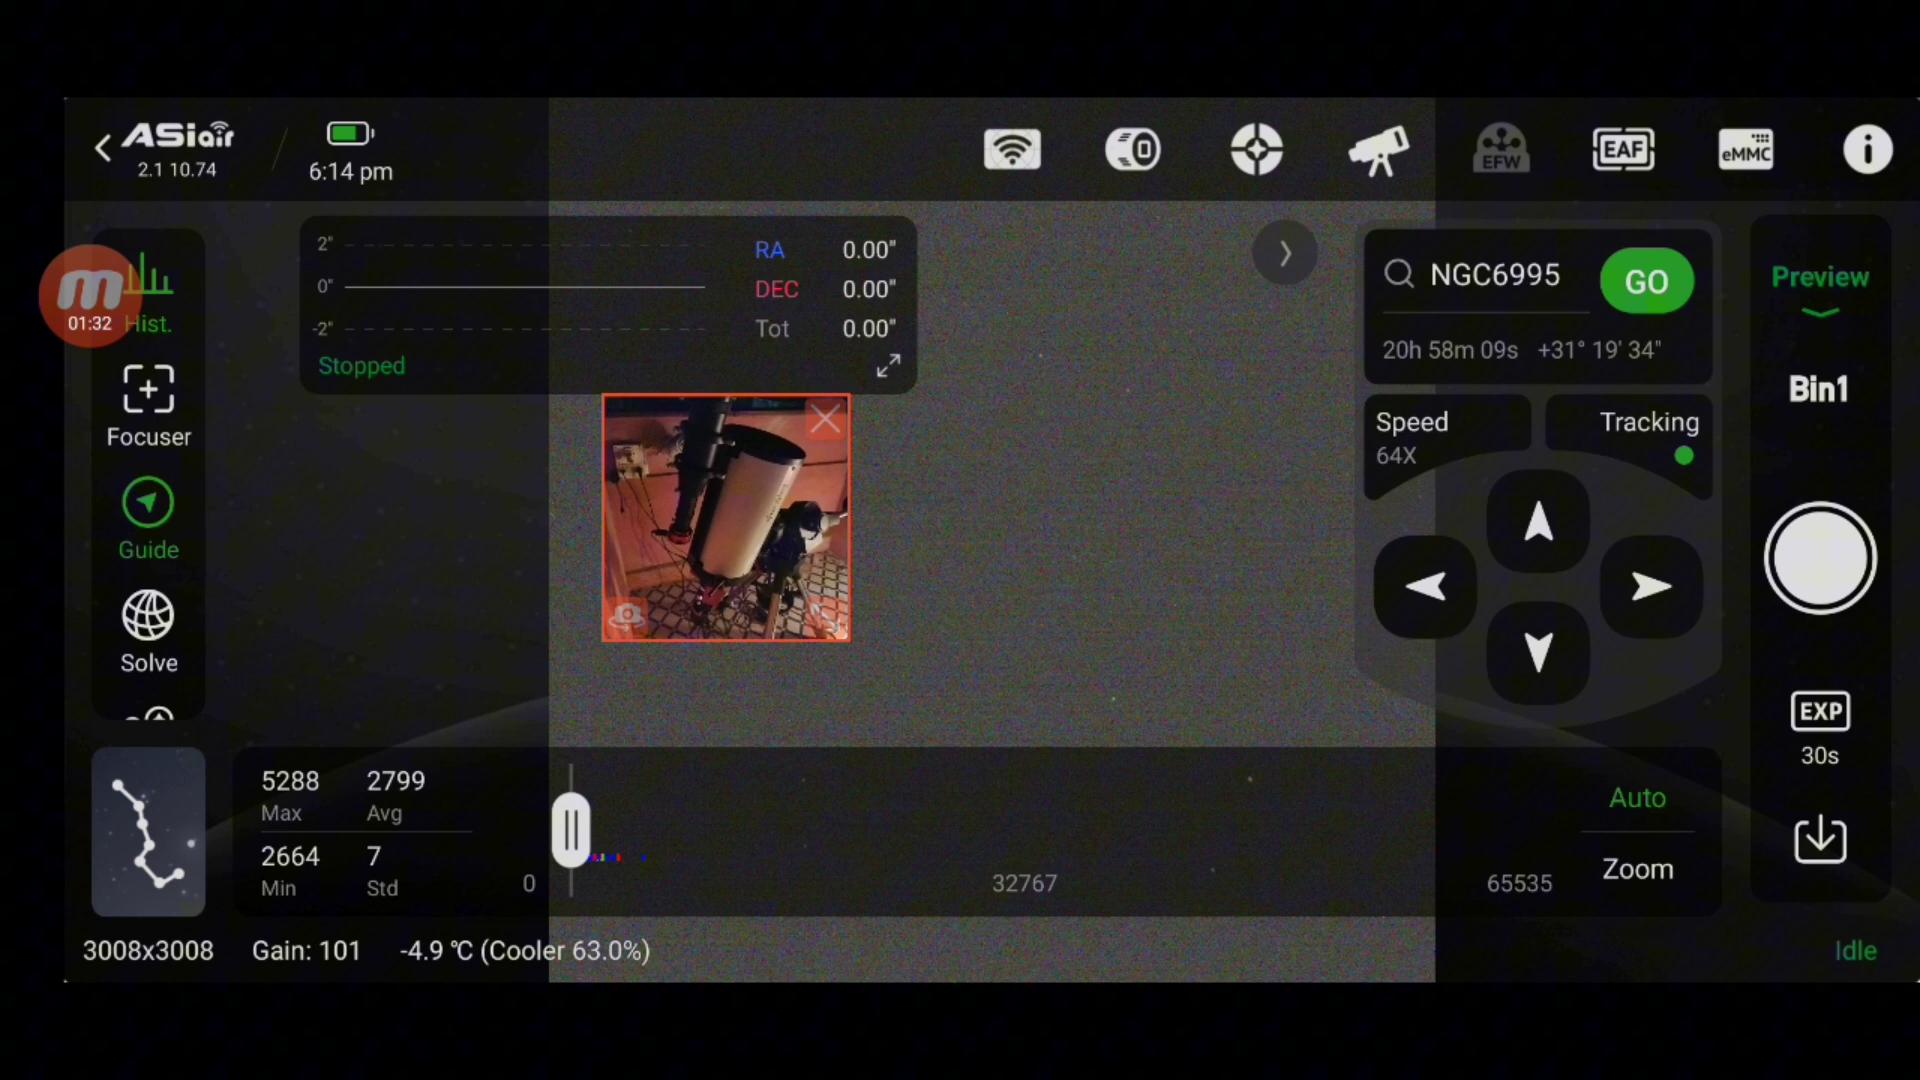 ASiair
2.1 10.74
6:14 pm
EFW
EAF
eMMC
i
01:32
Hist.
Focuser
Guide
Solve
2"
0"
-2"
RA 0.00"
DEC 0.00"
Tot 0.00"
Stopped
NGC6995
GO
20h 58m 09s +31° 19' 34"
Speed
64X
Tracking
Preview
Bin1
EXP
30s
5288 2799
Max Avg
2664 7
Min Std
0 32767 65535
Auto
Zoom
3008x3008 Gain: 101 -4.9 ℃ (Cooler 63.0%)
Idle